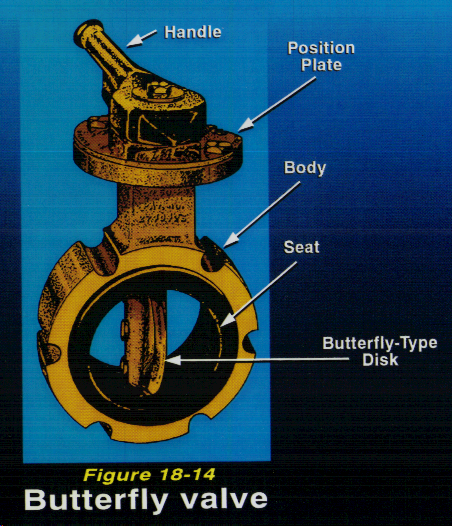 Handle
Position
Plate
Body
Seat
Butterfly-Type
Disk
Figure 18-14
Butterfly valve